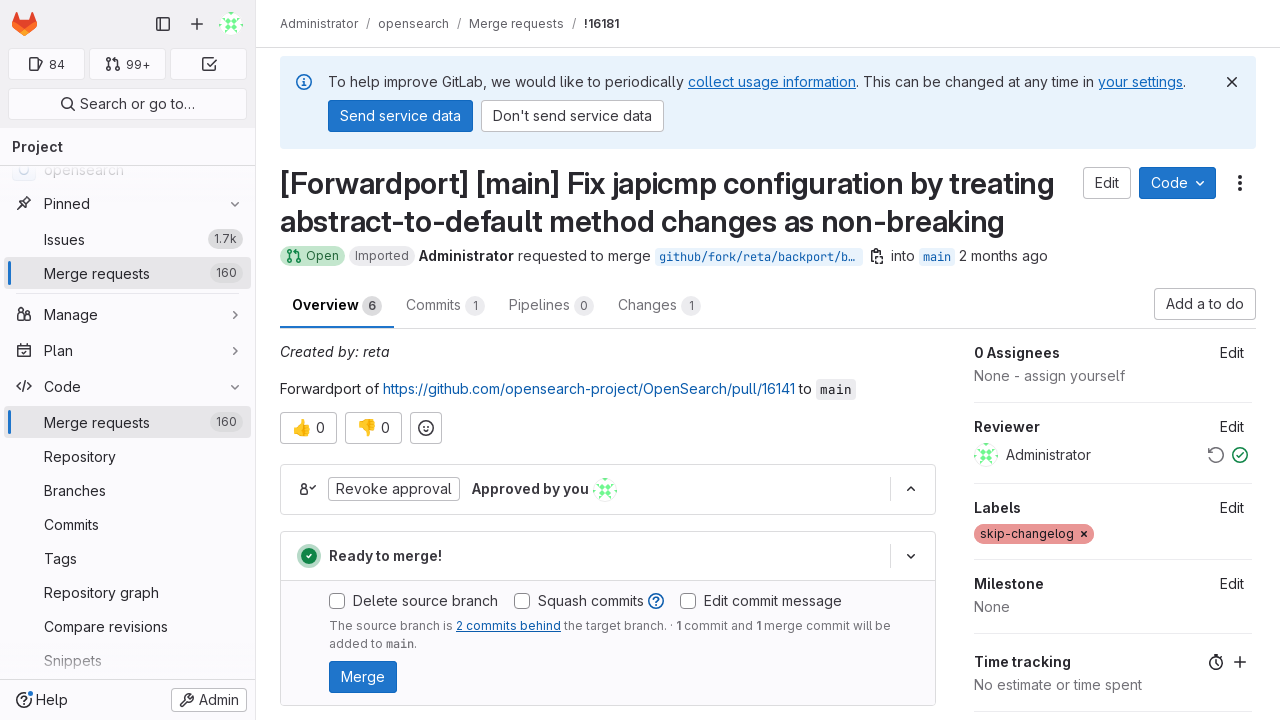 Administrator / opensearch / Merge requests / !16181
84
99+
Search or go to…
Project
opensearch
Pinned
Issues 1.7k
Merge requests 160
Manage
Plan
Code
Merge requests 160
Repository
Branches
Commits
Tags
Repository graph
Compare revisions
Snippets
Help
Admin
To help improve GitLab, we would like to periodically collect usage information. This can be changed at any time in your settings.
Send service data
Don't send service data
[Forwardport] [main] Fix japicmp configuration by treating
abstract-to-default method changes as non-breaking
Edit
Code
Open Imported Administrator requested to merge github/fork/reta/backport/b… into main 2 months ago
Overview 6 Commits 1 Pipelines 0 Changes 1
Add a to do
Created by: reta
Forwardport of https://github.com/opensearch-project/OpenSearch/pull/16141 to main
👍 0 👎 0
Revoke approval Approved by you
Ready to merge!
Delete source branch Squash commits Edit commit message
The source branch is 2 commits behind the target branch. · 1 commit and 1 merge commit will be
added to main.
Merge
0 Assignees Edit
None - assign yourself
Reviewer Edit
Administrator
Labels Edit
skip-changelog ×
Milestone Edit
None
Time tracking
No estimate or time spent